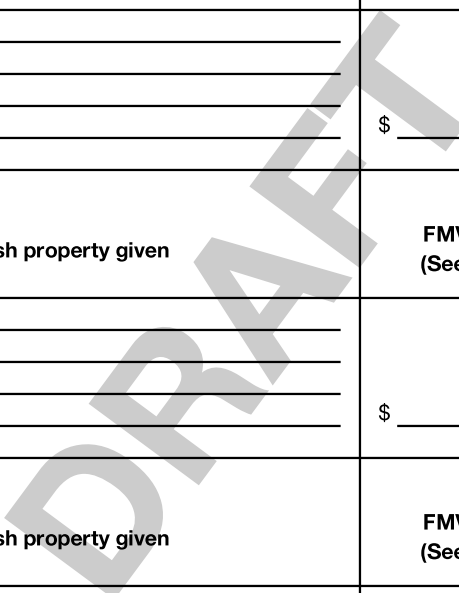 $
sh property given
FMV
(See
$
sh property given
FMV
(See
DRAFT